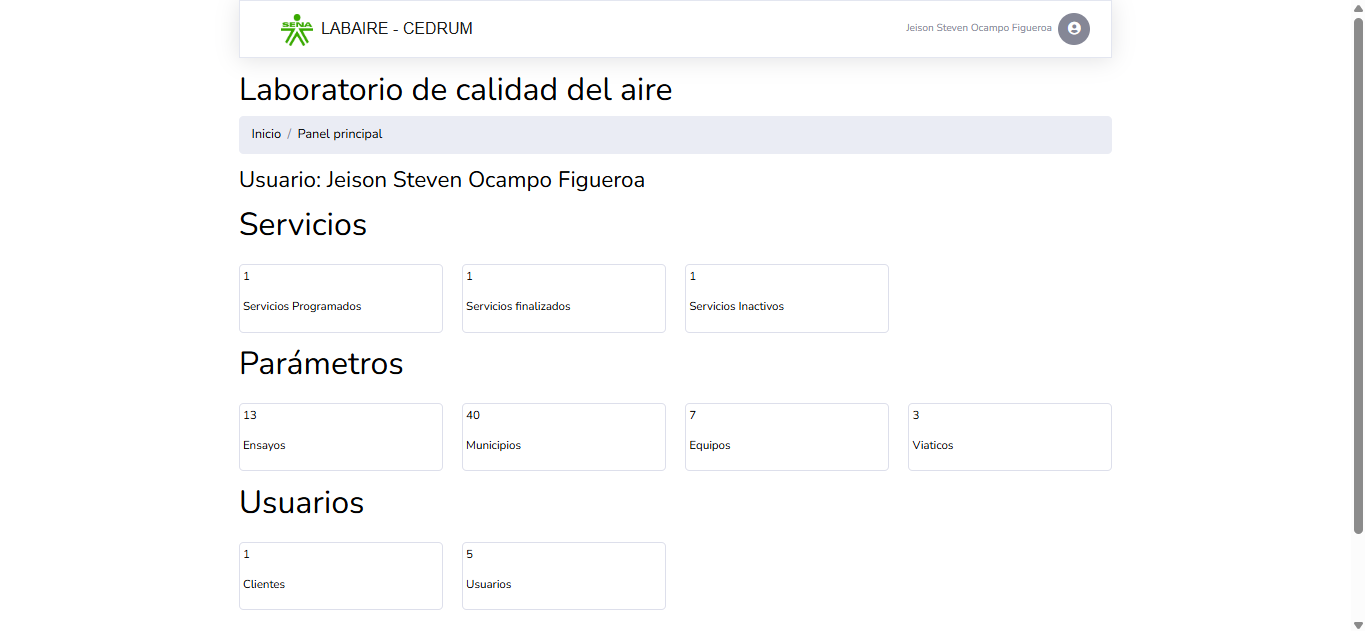 SENA
LABAIRE - CEDRUM
Jeison Steven Ocampo Figueroa
Laboratorio de calidad del aire
Inicio / Panel principal
Usuario: Jeison Steven Ocampo Figueroa
Servicios
1
Servicios Programados
1
Servicios finalizados
1
Servicios Inactivos
Parámetros
13
Ensayos
40
Municipios
7
Equipos
3
Viaticos
Usuarios
1
Clientes
5
Usuarios